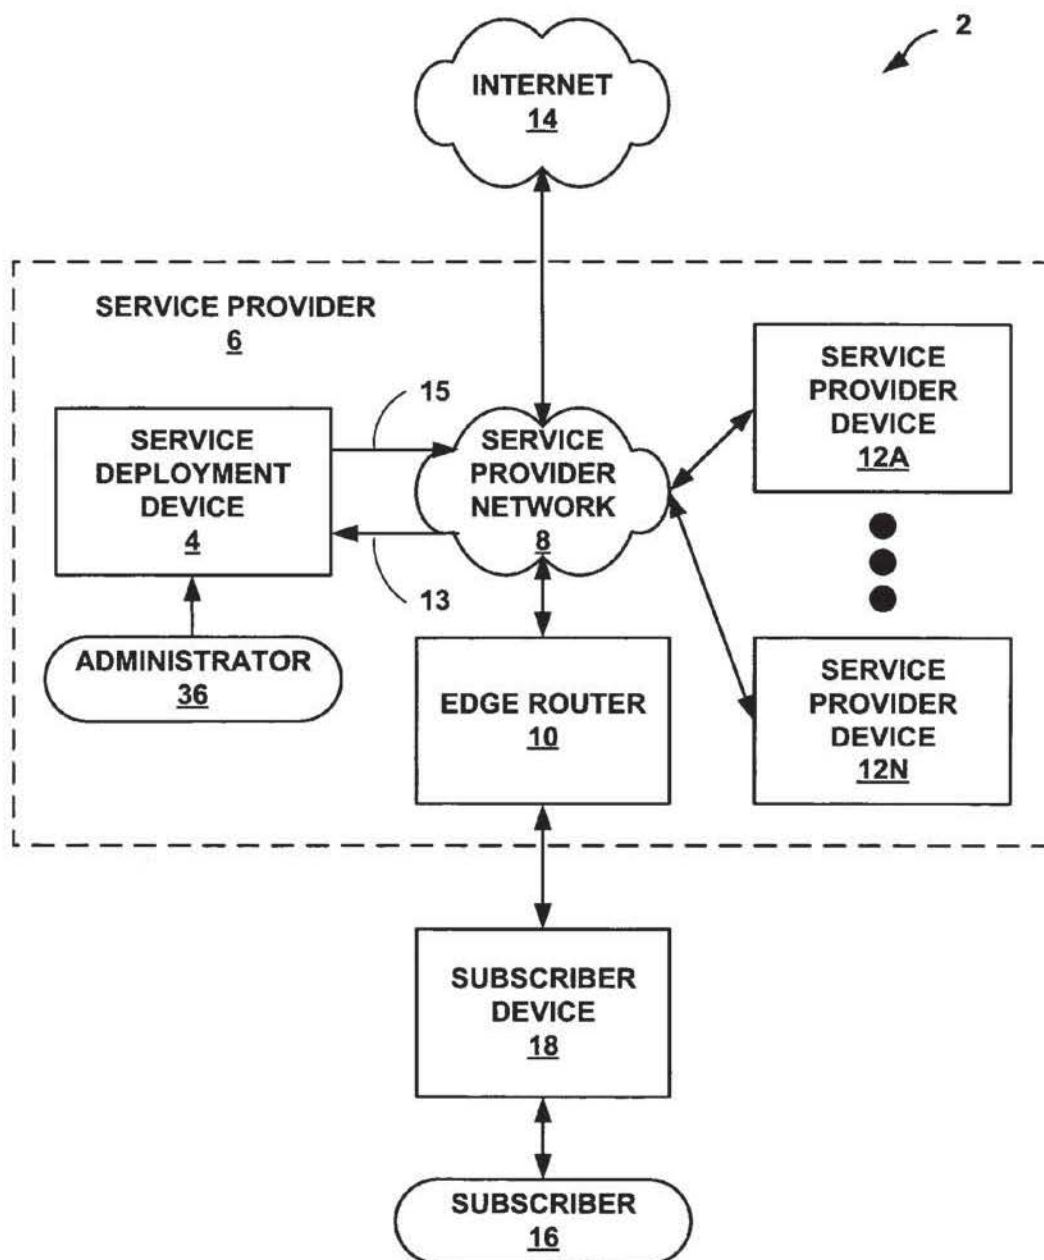 2
INTERNET
14
SERVICE PROVIDER
6
SERVICE
DEPLOYMENT
DEVICE
4
15
13
SERVICE
PROVIDER
NETWORK
8
SERVICE
PROVIDER
DEVICE
12A
ADMINISTRATOR
36
EDGE ROUTER
10
SERVICE
PROVIDER
DEVICE
12N
SUBSCRIBER
DEVICE
18
SUBSCRIBER
16